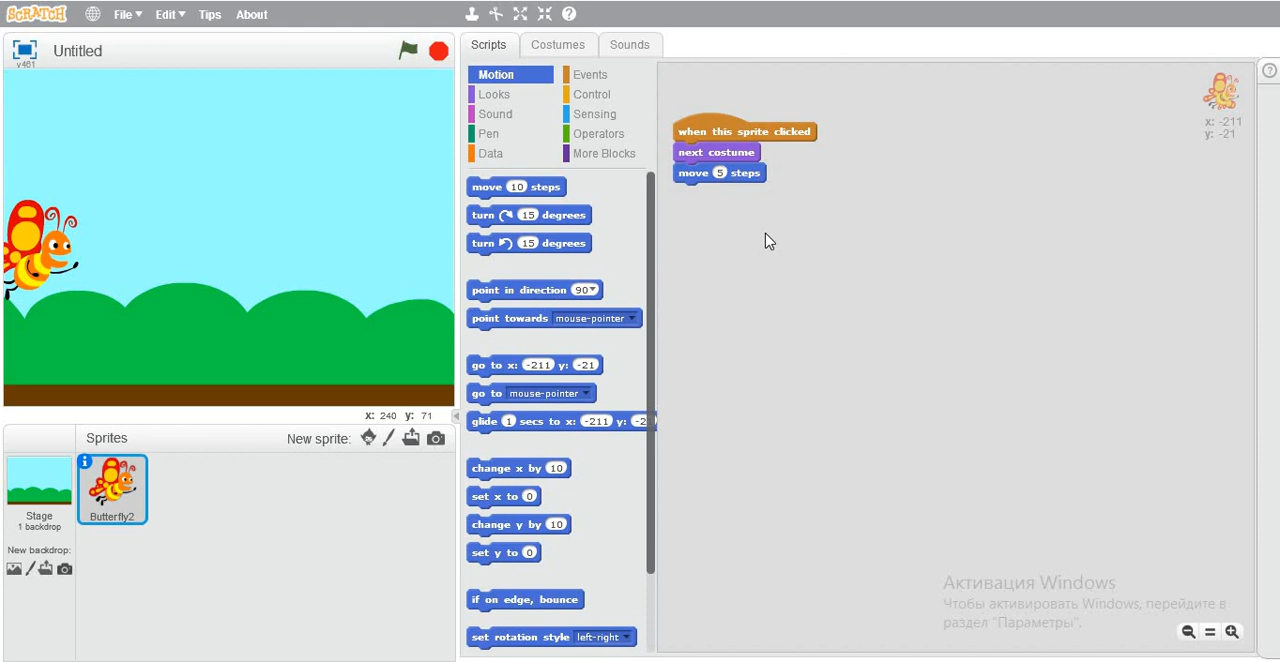 SCRATCH File Edit Tips About
v461
Untitled
Scripts Costumes Sounds
Motion Events
Looks Control
Sound Sensing
Pen Operators
Data More Blocks
move 10 steps
turn 15 degrees
turn 15 degrees
point in direction 90
point towards mouse-pointer
go to x: -211 y: -21
go to mouse-pointer
glide 1 secs to x: -211 y: -2
change x by 10
set x to 0
change y by 10
set y to 0
if on edge, bounce
set rotation style left-right
when this sprite clicked
next costume
move 5 steps
x: -211
y: -21
?
x: 240 y: 71
Sprites New sprite:
Stage
1 backdrop
New backdrop:
i
Butterfly2
Активация Windows
Чтобы активировать Windows, перейдите в
раздел "Параметры".